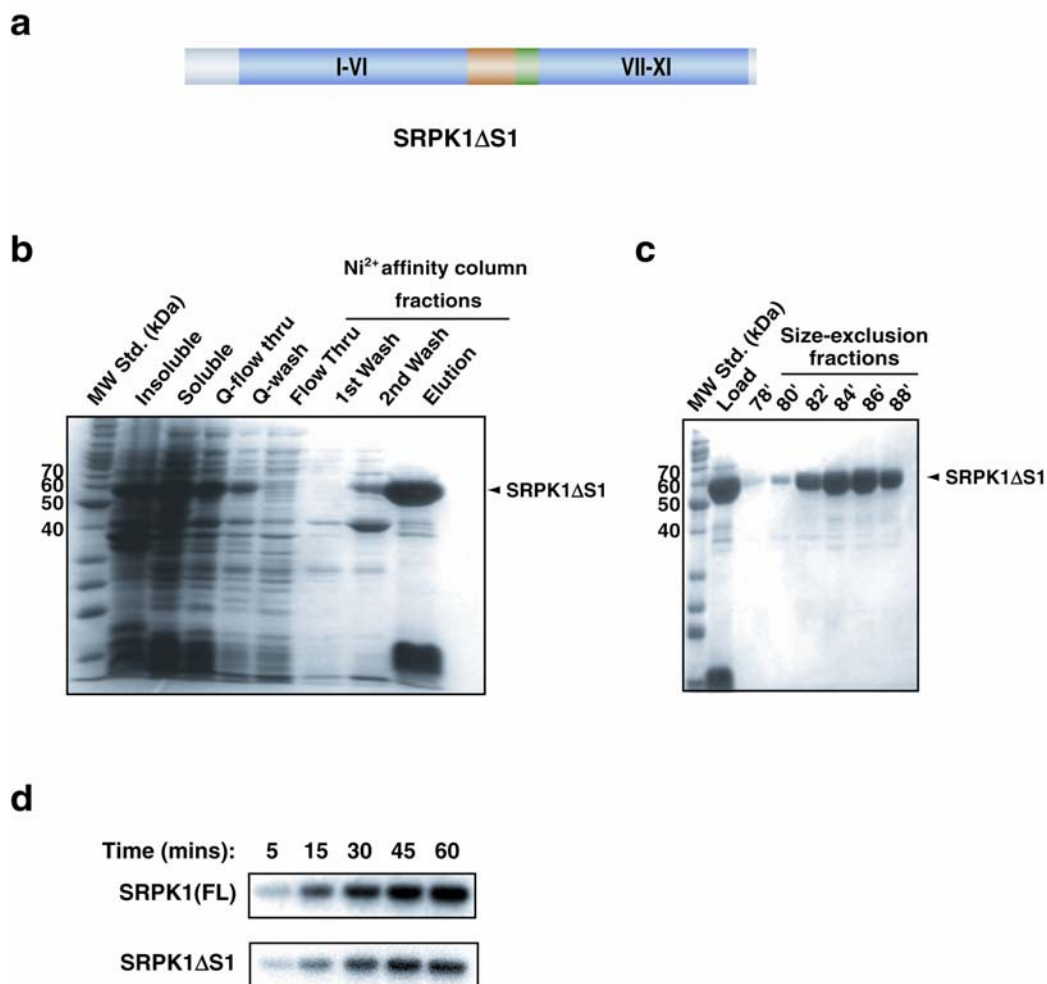 a
I-VI VII-XI
SRPK1ΔS1
b
Ni2+ affinity column
fractions
MW Std. (kDa)
Insoluble
Soluble
Q-flow thru
Q-wash
Flow Thru
1st Wash
2nd Wash
Elution
70
60
50
40
SRPK1ΔS1
c
Size-exclusion
fractions
MW Std. (kDa)
Load
78'
80'
82'
84'
86'
88'
70
60
50
40
SRPK1ΔS1
d
Time (mins): 5 15 30 45 60
SRPK1(FL)
SRPK1ΔS1